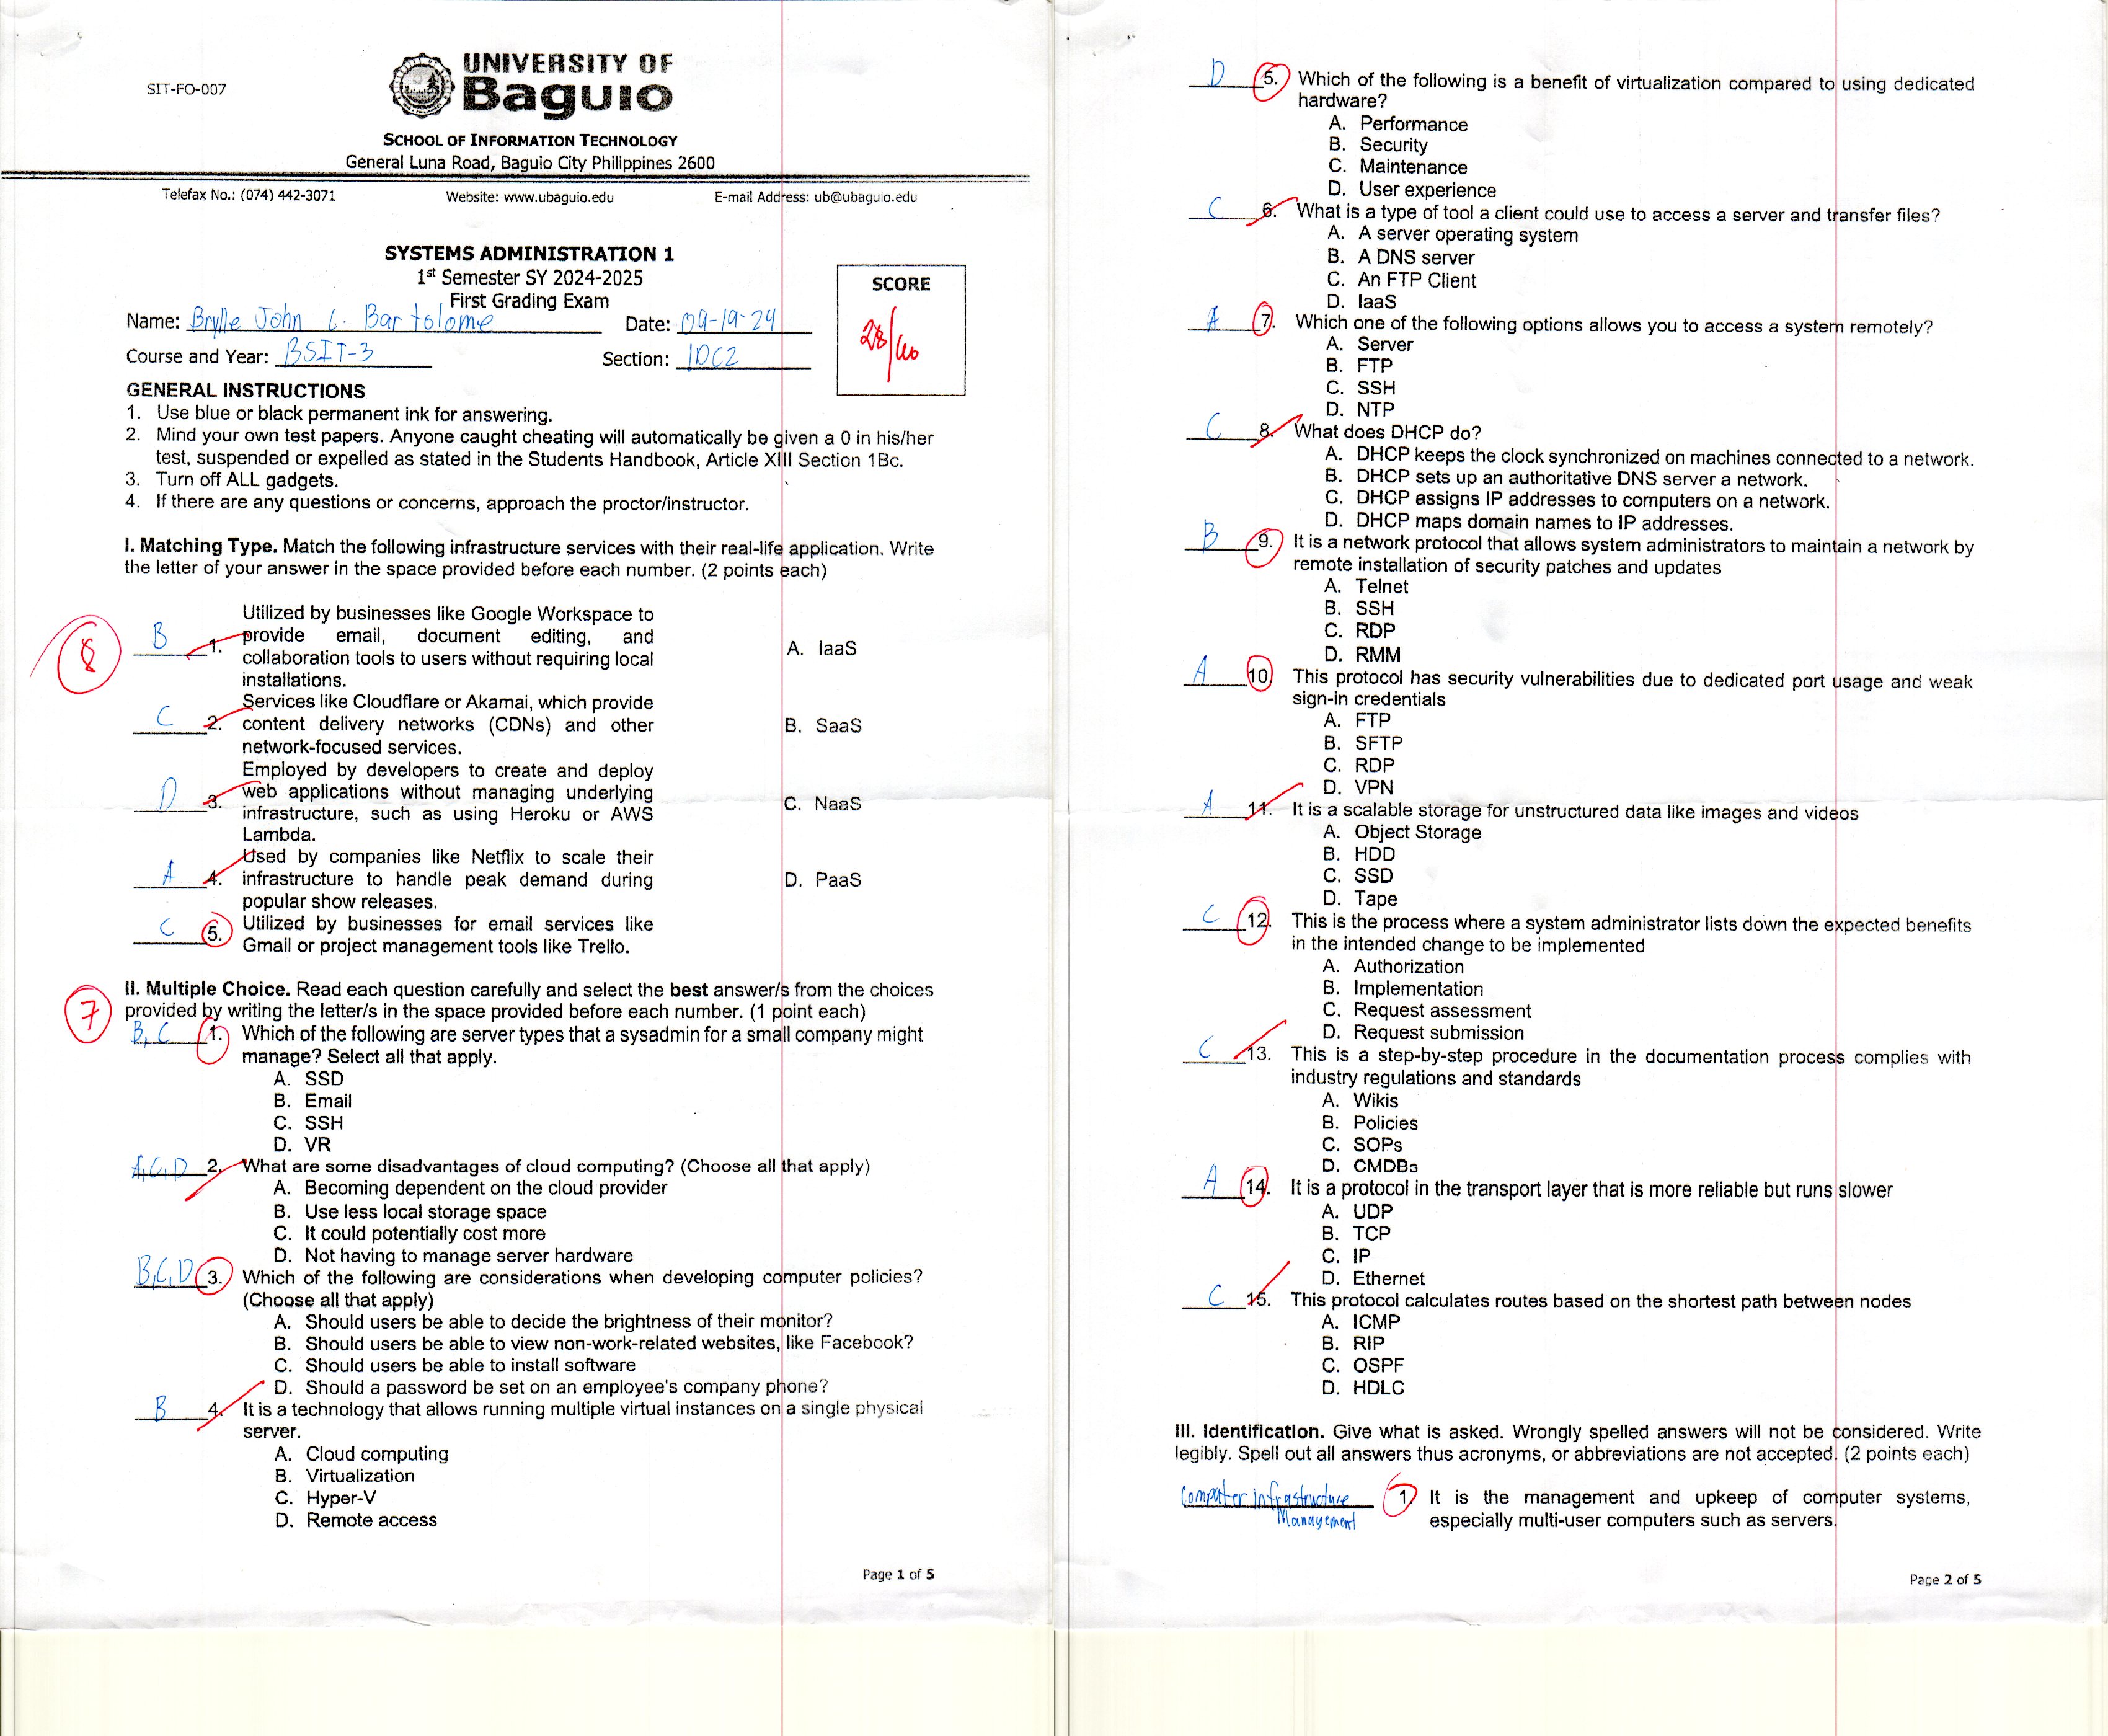 SIT-FO-007
UNIVERSITY OF
Baguio
SCHOOL OF INFORMATION TECHNOLOGY
General Luna Road, Baguio City Philippines 2600
Telefax No.: (074) 442-3071 Website: www.ubaguio.edu E-mail Address: ub@ubaguio.edu
SYSTEMS ADMINISTRATION 1
1st Semester SY 2024-2025
First Grading Exam
SCORE
28/60
Name: Brylle John L. Bartolome Date: 09-19-24
Course and Year: BSIT-3 Section: IDC2
GENERAL INSTRUCTIONS
1. Use blue or black permanent ink for answering.
2. Mind your own test papers. Anyone caught cheating will automatically be given a 0 in his/her
test, suspended or expelled as stated in the Students Handbook, Article XIII Section 1Bc.
3. Turn off ALL gadgets.
4. If there are any questions or concerns, approach the proctor/instructor.
I. Matching Type. Match the following infrastructure services with their real-life application. Write
the letter of your answer in the space provided before each number. (2 points each)
8
B 1. Utilized by businesses like Google Workspace to
provide email, document editing, and
collaboration tools to users without requiring local
installations.
A. IaaS
C 2. Services like Cloudflare or Akamai, which provide
content delivery networks (CDNs) and other
network-focused services.
B. SaaS
D 3. Employed by developers to create and deploy
web applications without managing underlying
infrastructure, such as using Heroku or AWS
Lambda.
C. NaaS
A 4. Used by companies like Netflix to scale their
infrastructure to handle peak demand during
popular show releases.
D. PaaS
C 5. Utilized by businesses for email services like
Gmail or project management tools like Trello.
7
II. Multiple Choice. Read each question carefully and select the best answer/s from the choices
provided by writing the letter/s in the space provided before each number. (1 point each)
B, C 1. Which of the following are server types that a sysadmin for a small company might
manage? Select all that apply.
A. SSD
B. Email
C. SSH
D. VR
A,C,D 2. What are some disadvantages of cloud computing? (Choose all that apply)
A. Becoming dependent on the cloud provider
B. Use less local storage space
C. It could potentially cost more
D. Not having to manage server hardware
B,C,D 3. Which of the following are considerations when developing computer policies?
(Choose all that apply)
A. Should users be able to decide the brightness of their monitor?
B. Should users be able to view non-work-related websites, like Facebook?
C. Should users be able to install software
D. Should a password be set on an employee's company phone?
B 4. It is a technology that allows running multiple virtual instances on a single physical
server.
A. Cloud computing
B. Virtualization
C. Hyper-V
D. Remote access
Page 1 of 5
D 5. Which of the following is a benefit of virtualization compared to using dedicated
hardware?
A. Performance
B. Security
C. Maintenance
D. User experience
C 6. What is a type of tool a client could use to access a server and transfer files?
A. A server operating system
B. A DNS server
C. An FTP Client
D. IaaS
A 7. Which one of the following options allows you to access a system remotely?
A. Server
B. FTP
C. SSH
D. NTP
C 8. What does DHCP do?
A. DHCP keeps the clock synchronized on machines connected to a network.
B. DHCP sets up an authoritative DNS server a network.
C. DHCP assigns IP addresses to computers on a network.
D. DHCP maps domain names to IP addresses.
B 9. It is a network protocol that allows system administrators to maintain a network by
remote installation of security patches and updates
A. Telnet
B. SSH
C. RDP
D. RMM
A 10. This protocol has security vulnerabilities due to dedicated port usage and weak
sign-in credentials
A. FTP
B. SFTP
C. RDP
D. VPN
A 11. It is a scalable storage for unstructured data like images and videos
A. Object Storage
B. HDD
C. SSD
D. Tape
C 12. This is the process where a system administrator lists down the expected benefits
in the intended change to be implemented
A. Authorization
B. Implementation
C. Request assessment
D. Request submission
C 13. This is a step-by-step procedure in the documentation process complies with
industry regulations and standards
A. Wikis
B. Policies
C. SOPs
D. CMDBs
A 14. It is a protocol in the transport layer that is more reliable but runs slower
A. UDP
B. TCP
C. IP
D. Ethernet
C 15. This protocol calculates routes based on the shortest path between nodes
A. ICMP
B. RIP
C. OSPF
D. HDLC
III. Identification. Give what is asked. Wrongly spelled answers will not be considered. Write
legibly. Spell out all answers thus acronyms, or abbreviations are not accepted. (2 points each)
Computer infrastructure 1. It is the management and upkeep of computer systems,
Management especially multi-user computers such as servers.
Page 2 of 5